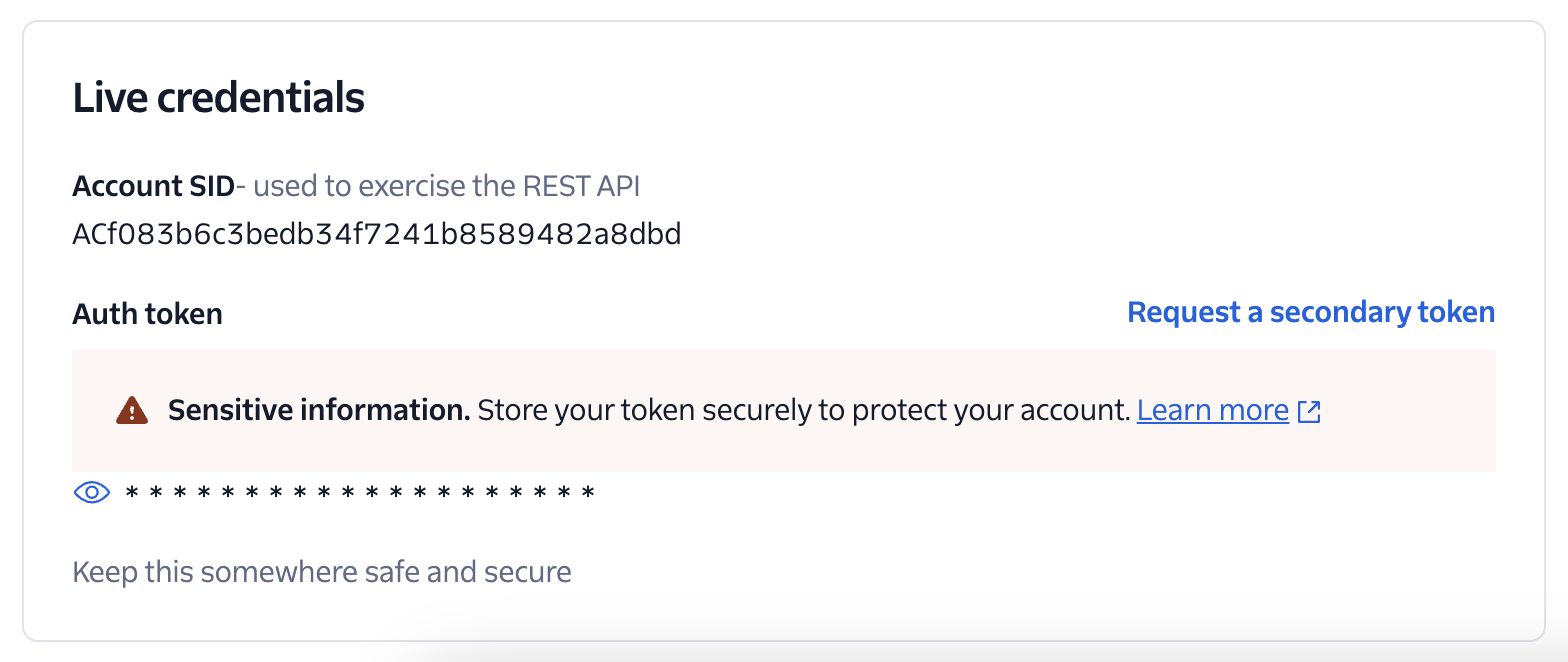 Live credentials
Account SID- used to exercise the REST API
ACf083b6c3bedb34f7241b8589482a8dbd
Auth token
Request a secondary token
Sensitive information. Store your token securely to protect your account. Learn more
* * * * * * * * * * * * * * * * * * * *
Keep this somewhere safe and secure